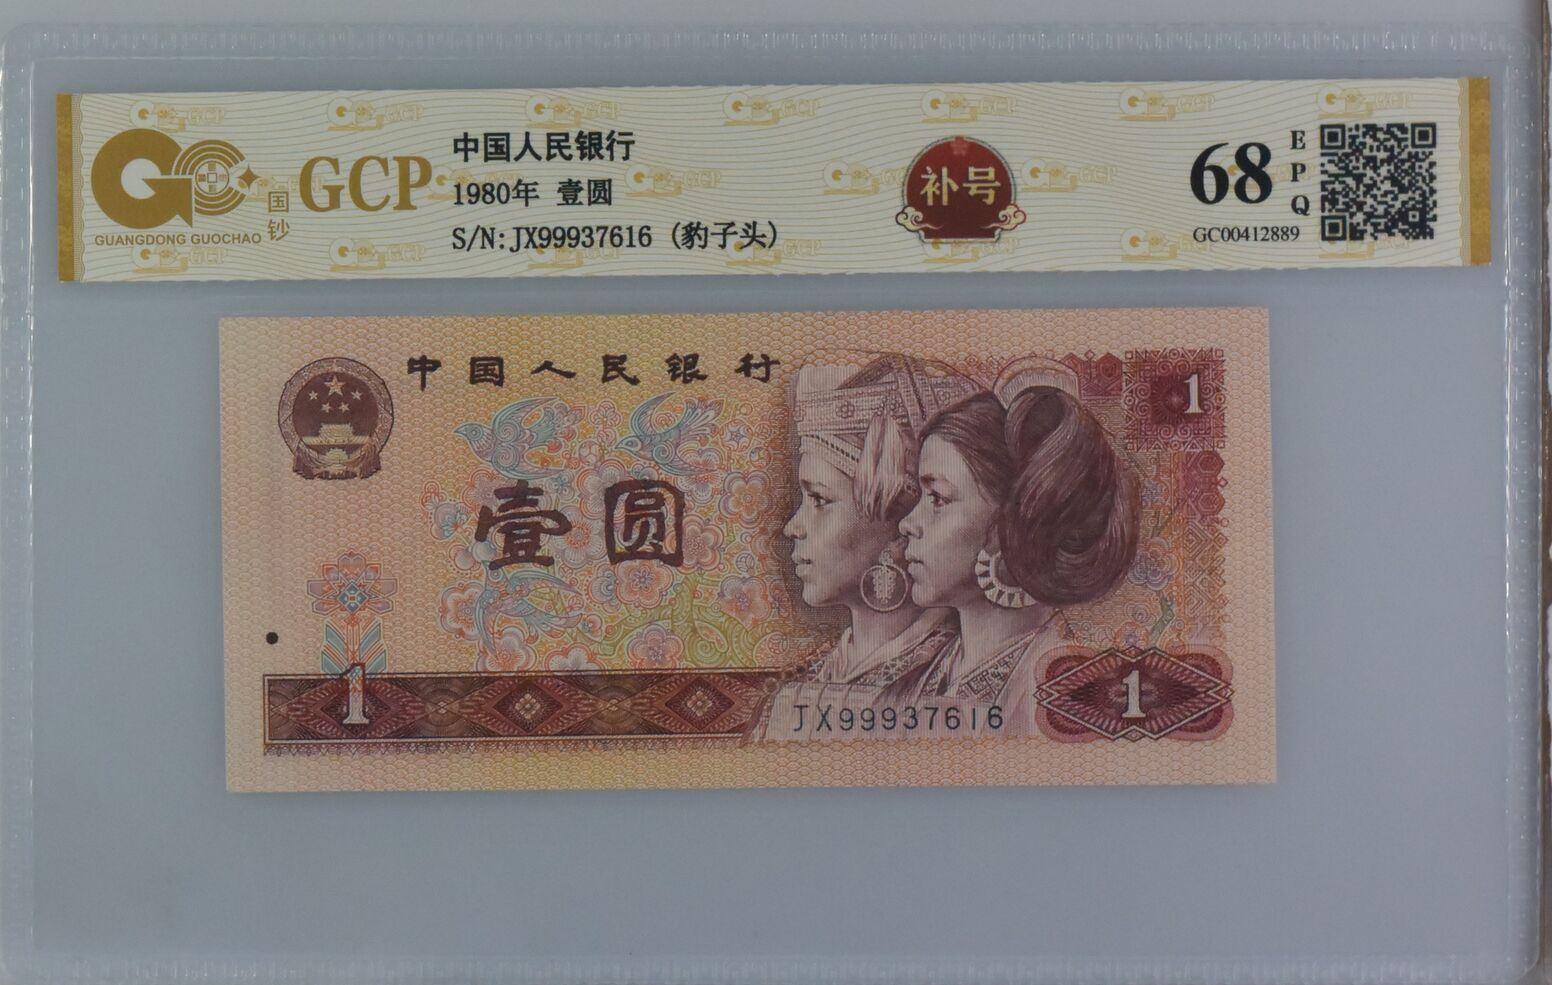 GCP
国钞
GUANGDONG GUOCHAO
中国人民银行
1980年 壹圆
S/N:JX99937616 (豹子头)
补号
68
EPQ
GC00412889
中国人民银行
1
壹圆
1
JX99937616
1